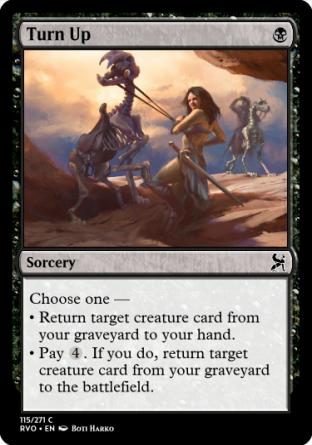 Turn Up
Sorcery
Choose one —
• Return target creature card from
your graveyard to your hand.
• Pay 4. If you do, return target
creature card from your graveyard
to the battlefield.
115/271 C
RVO • EN Boti Harko